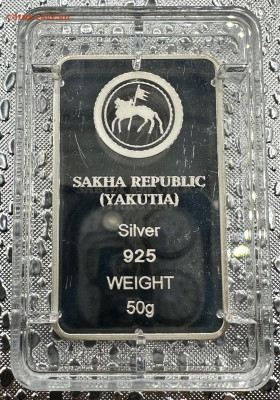 SAKHA REPUBLIC
(YAKUTIA)
Silver
925
WEIGHT
50g